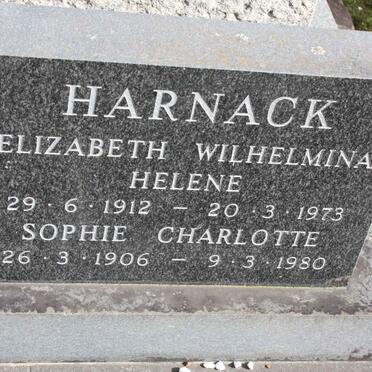 HARNACK
ELIZABETH WILHELMINA
HELENE
29 · 6 · 1912 – 20 · 3 · 1973
SOPHIE CHARLOTTE
26 · 3 · 1906 – 9 · 3 · 1980